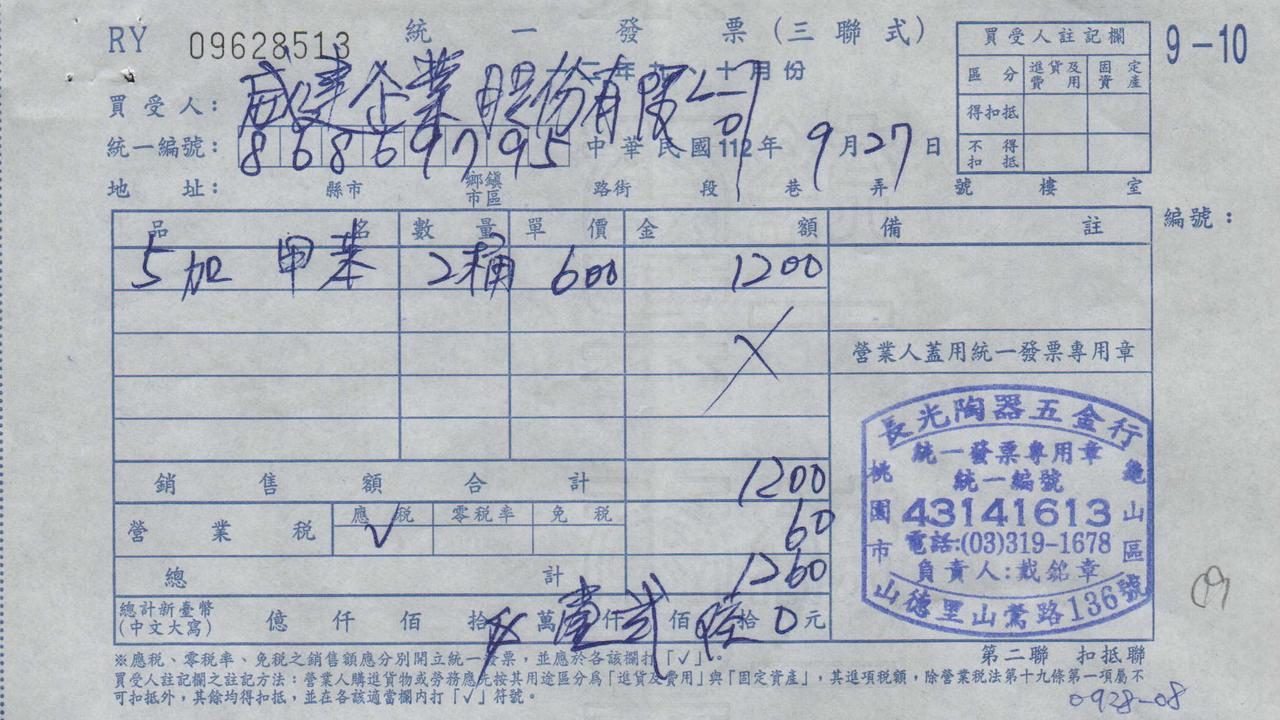 RY 09628513 統一發票(三聯式) 9-10
買受人: 威健企業股份有限公司
統一編號: 86869795 中華民國112年9月27日
地址: 縣市 鄉鎮市區 路街 段 巷 弄 號 樓 室
買受人註記欄
區分 進貨及費用 固定資產
得扣抵
不得扣抵
編號:
品名 數量 單價 金額 備註
5加 甲苯 2桶 600 1200
營業人蓋用統一發票專用章
銷售額合計 1200
營業稅 應稅 零稅率 免稅 60
√
總計 1260
總計新臺幣(中文大寫) 億 仟 佰 拾 萬 壹 仟 貳 佰 陸 拾 0 元
長光陶器五金行
統一發票專用章
統一編號
43141613
電話:(03)319-1678
負責人:戴銘章
桃園市 龜山區
山德里山鶯路136號
※應稅、零稅率、免稅之銷售額應分別開立統一發票,並應於各該欄打「√」。
第二聯 扣抵聯
買受人註記欄之註記方法:營業人購進貨物或勞務應先按其用途區分為「進貨及費用」與「固定資產」,其進項稅額,除營業稅法第十九條第一項屬不
可扣抵外,其餘均得扣抵,並在各該適當欄內打「√」符號。
0928-08